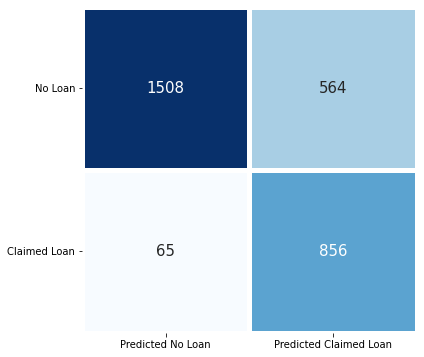 No Loan
1508
564
Claimed Loan
65
856
Predicted No Loan
Predicted Claimed Loan